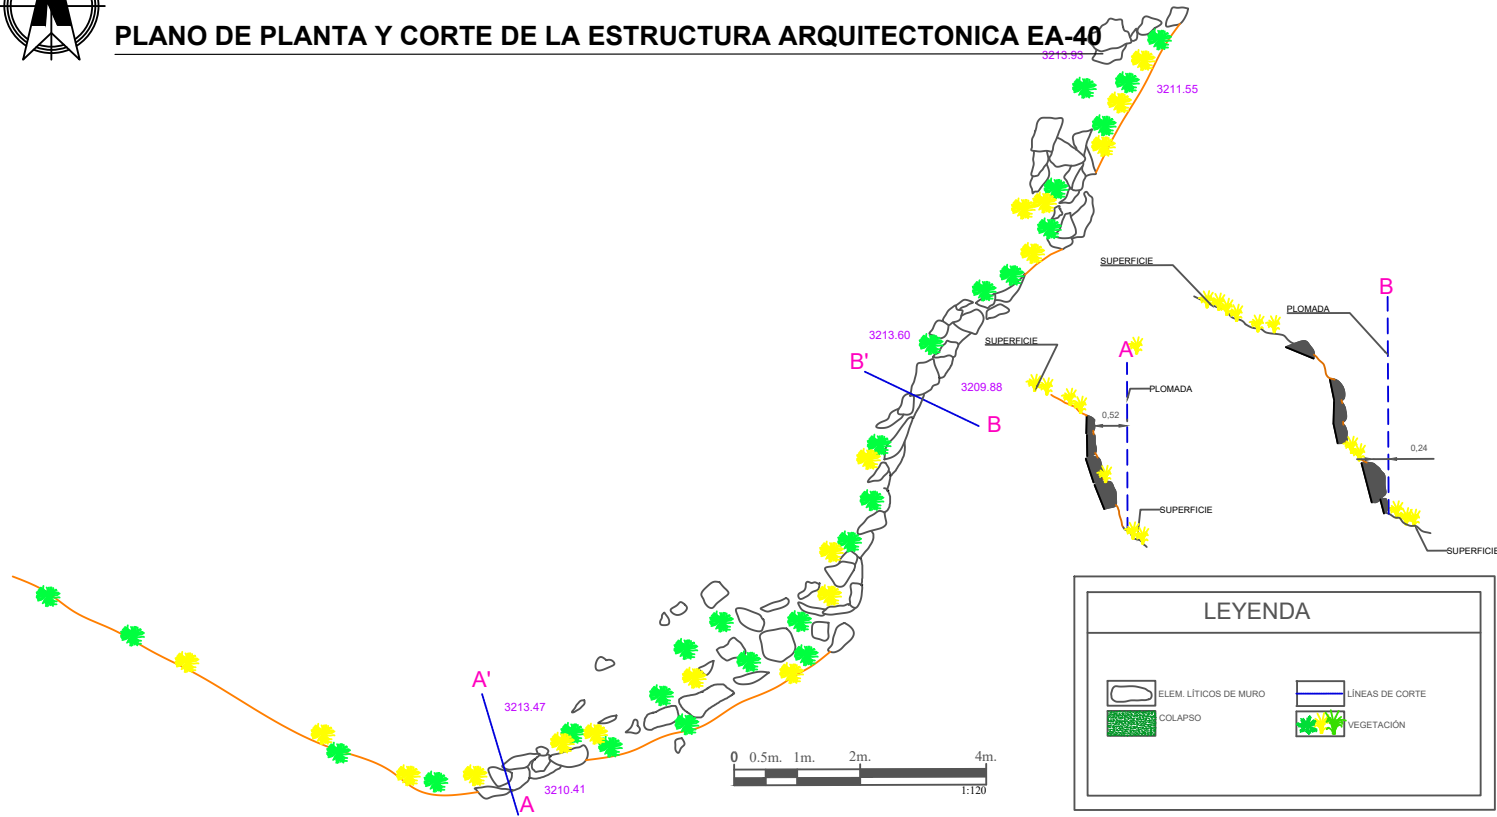 PLANO DE PLANTA Y CORTE DE LA ESTRUCTURA ARQUITECTONICA EA-40
3213.93
3211.55
SUPERFICIE
B
PLOMADA
3213.60
SUPERFICIE
A
B'
3209.88
PLOMADA
0,52
B
0,24
SUPERFICIE
SUPERFICIE
A'
3213.47
3210.41
A
0 0.5m. 1m. 2m. 4m.
1:120
LEYENDA
ELEM. LÍTICOS DE MURO
LÍNEAS DE CORTE
COLAPSO
VEGETACIÓN